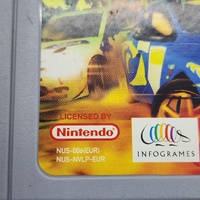 LICENSED BY
Nintendo
NUS-006(EUR)
NUS-NVLP-EUR
INFOGRAMES